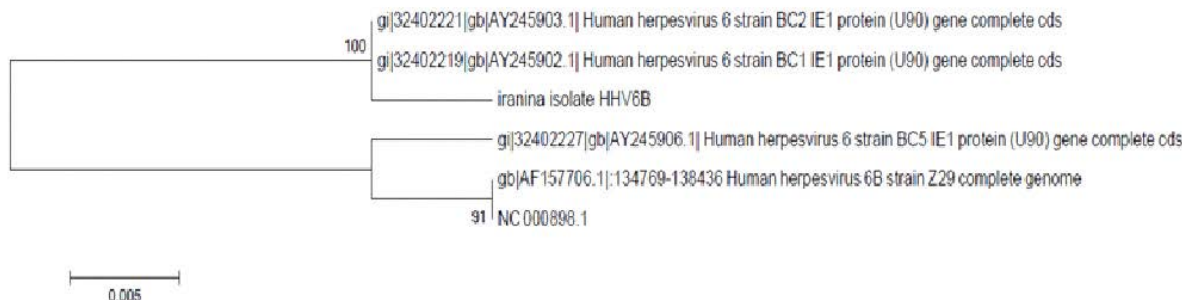 gi|32402221|gb|AY245903.1| Human herpesvirus 6 strain BC2 IE1 protein (U90) gene complete cds
100
gi|32402219|gb|AY245902.1| Human herpesvirus 6 strain BC1 IE1 protein (U90) gene complete cds
iranina isolate HHV6B
gi|32402227|gb|AY245906.1| Human herpesvirus 6 strain BC5 IE1 protein (U90) gene complete cds
gb|AF157706.1|:134769-138436 Human herpesvirus 6B strain Z29 complete genome
91
NC 000898.1
0.005